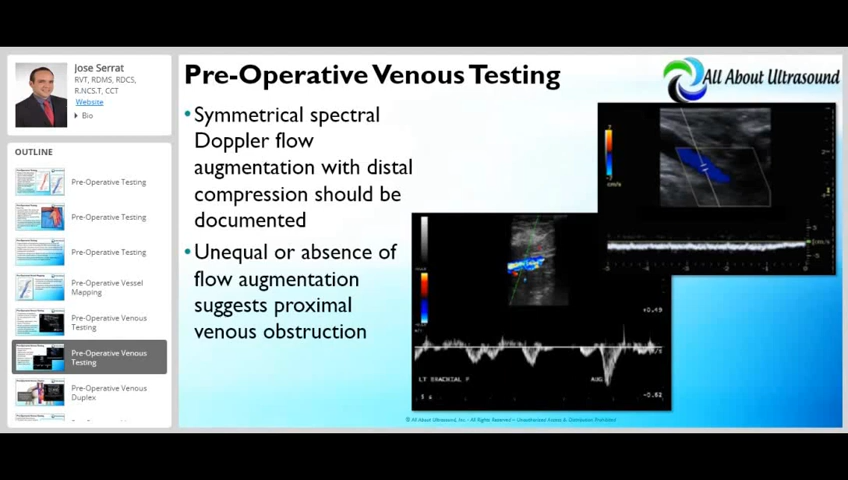 Jose Serrat
RVT, RDMS, RDCS,
R.NCS.T, CCT
Website
Bio
OUTLINE
Pre-Operative Testing
Pre-Operative Testing
Pre-Operative Testing
Pre-Operative Vessel
Mapping
Pre-Operative Venous
Testing
Pre-Operative Venous
Testing
Pre-Operative Venous
Duplex
Pre-Operative Venous Testing
All About Ultrasound
• Symmetrical spectral
Doppler flow
augmentation with distal
compression should be
documented
• Unequal or absence of
flow augmentation
suggests proximal
venous obstruction
+0.49
LT BRACHIAL V
AUG
© All About Ultrasound, Inc. - All Rights Reserved - Unauthorized Access & Distribution Prohibited